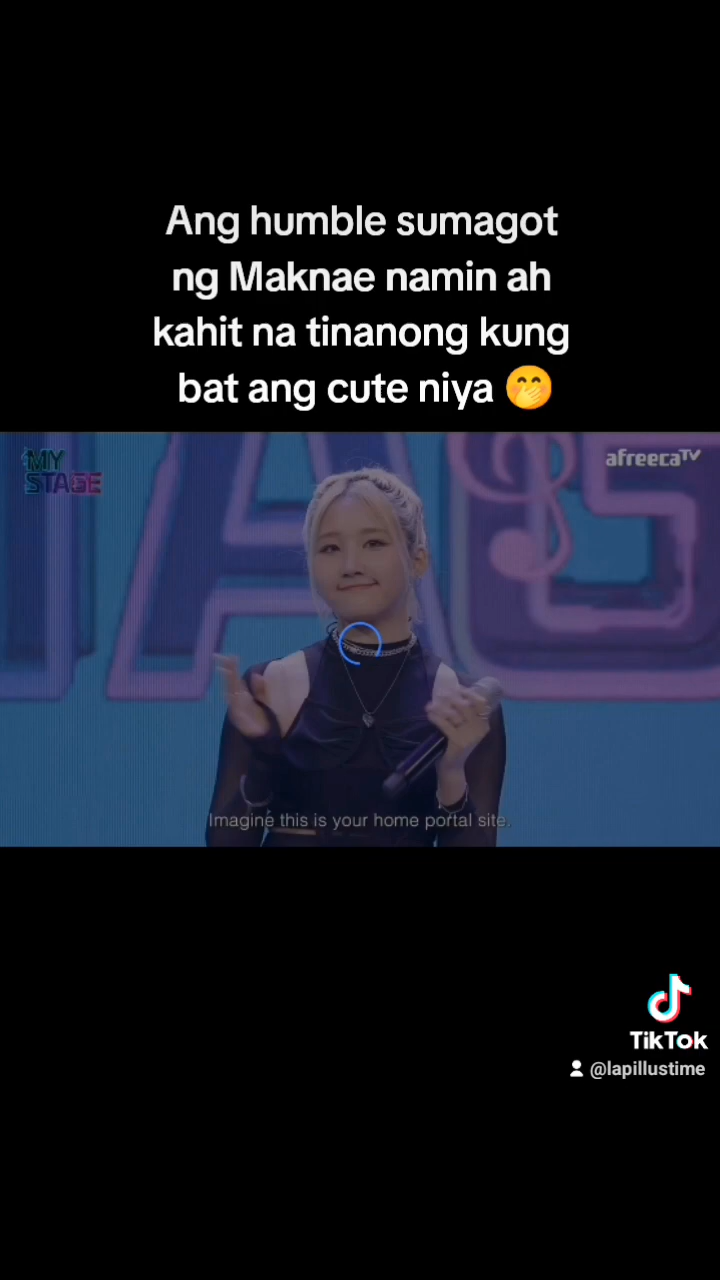 Ang humble sumagot
ng Maknae namin ah
kahit na tinanong kung
bat ang cute niya 🤭
MY
STAGE
afreecaTV
Imagine this is your home portal site.
TikTok
@lapillustime